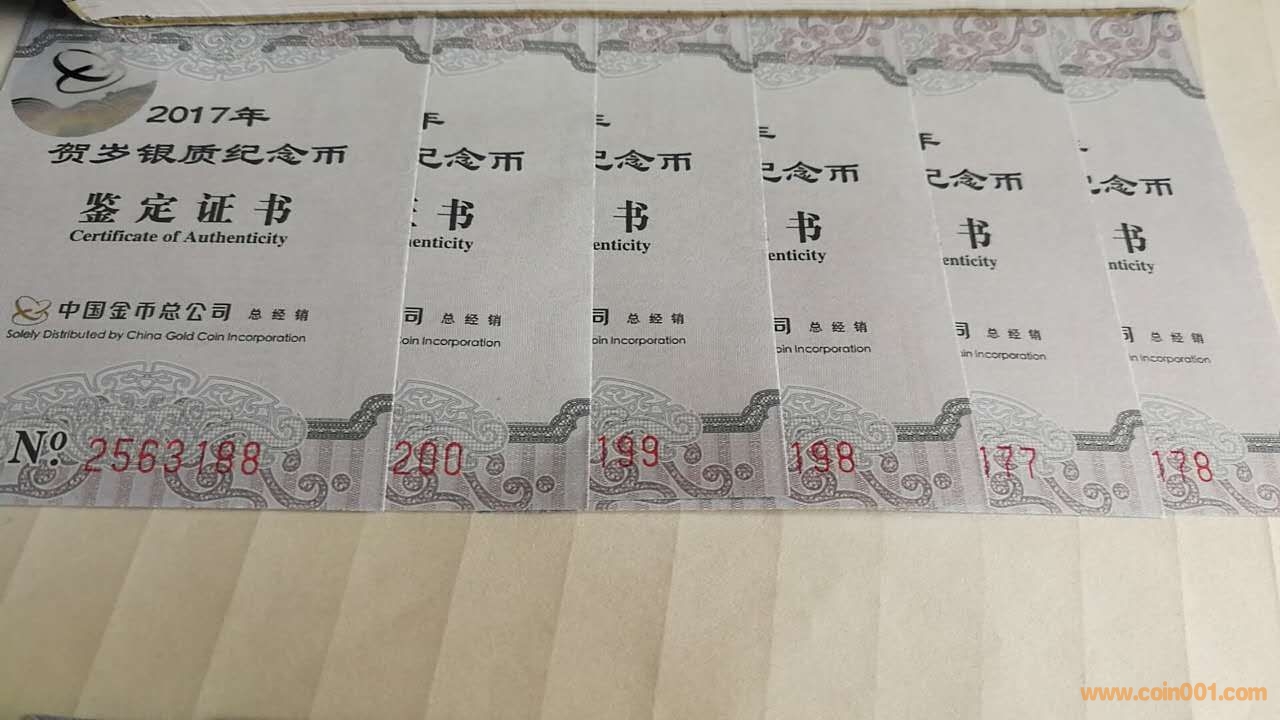 2017年
贺岁银质纪念币
鉴定证书
Certificate of Authenticity
中国金币总公司 总经销
Solely Distributed by China Gold Coin Incorporation
Nº 2563188
年
纪念币
书
enticity
司 总经销
oin Incorporation
200
纪念币
书
enticity
司 总经销
oin Incorporation
199
纪念币
书
enticity
司 总经销
oin Incorporation
198
年
纪念币
书
enticity
司 总经销
in Incorporation
177
纪念币
书
nticity
司 总经销
n Incorporation
178
www.coin001.com